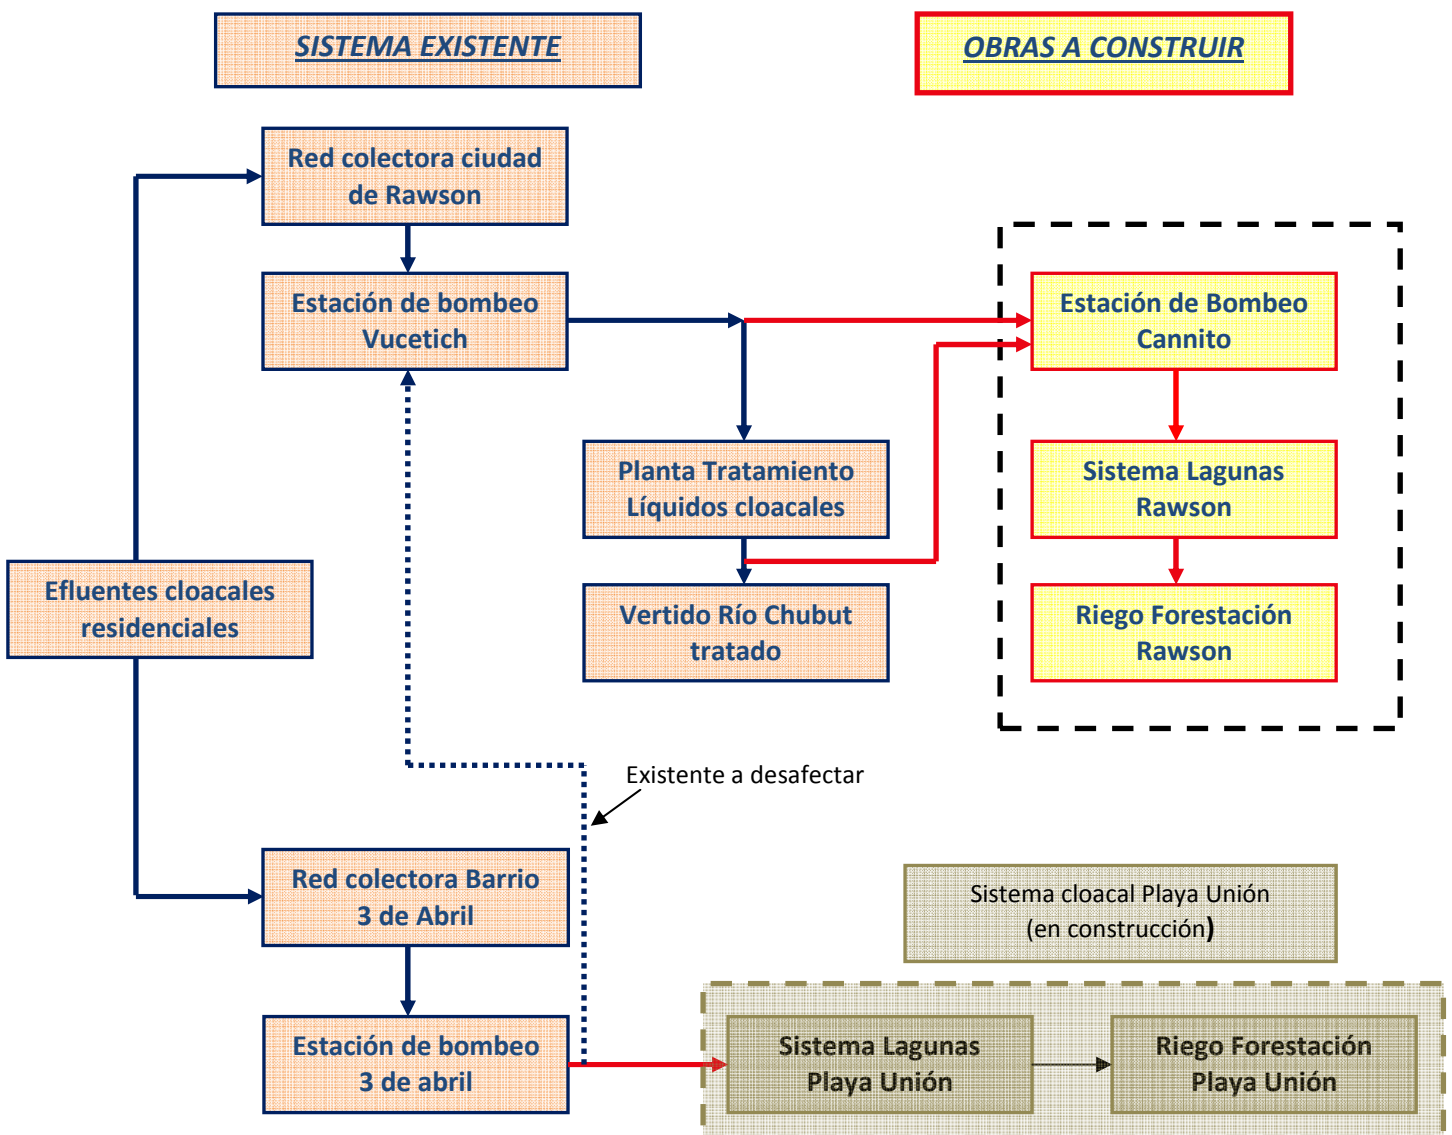 SISTEMA EXISTENTE
OBRAS A CONSTRUIR
Red colectora ciudad
de Rawson
Estación de bombeo
Vucetich
Estación de Bombeo
Cannito
Planta Tratamiento
Líquidos cloacales
Sistema Lagunas
Rawson
Efluentes cloacales
residenciales
Vertido Río Chubut
tratado
Riego Forestación
Rawson
Existente a desafectar
Red colectora Barrio
3 de Abril
Sistema cloacal Playa Unión
(en construcción)
Estación de bombeo
3 de abril
Sistema Lagunas
Playa Unión
Riego Forestación
Playa Unión